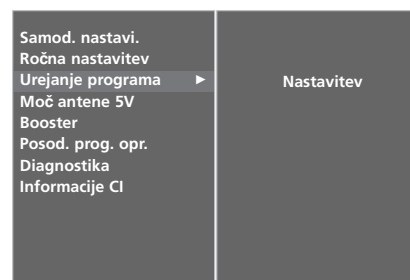 Samod. nastavi.
Ročna nastavitev
Urejanje programa ►
Nastavitev
Moč antene 5V
Booster
Posod. prog. opr.
Diagnostika
Informacije CI